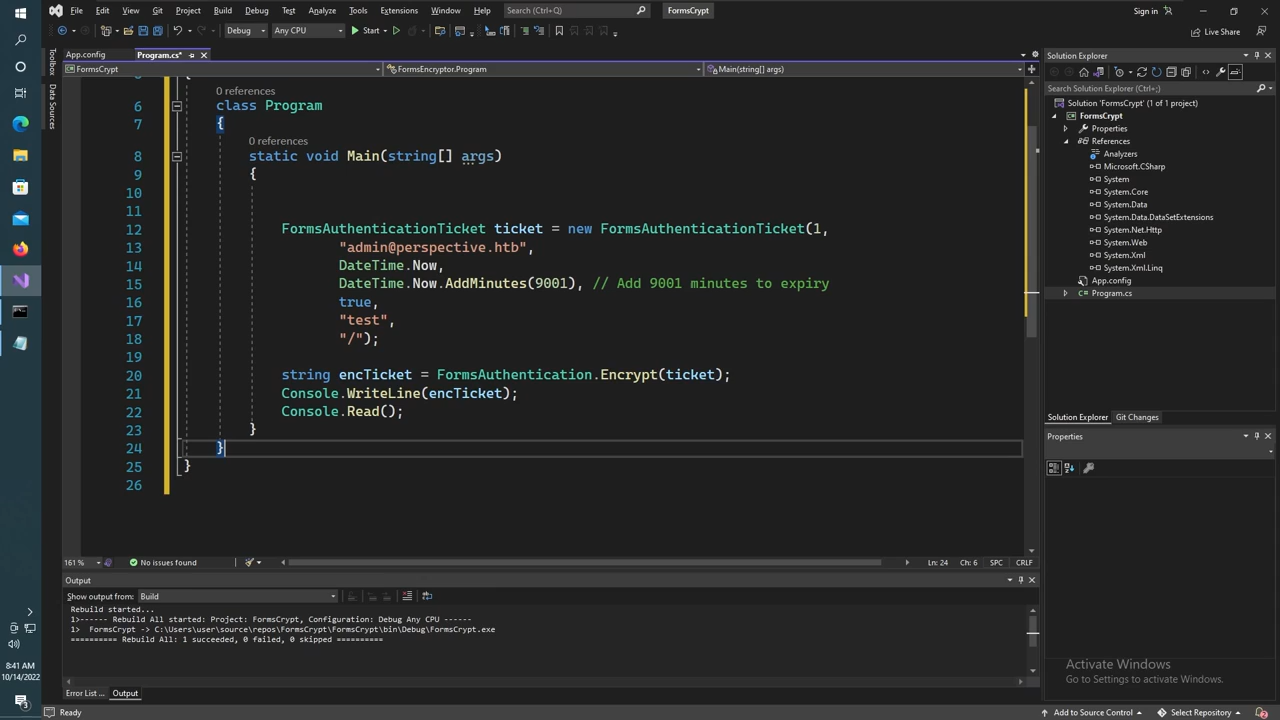 File Edit View Git Project Build Debug Test Analyze Tools Extensions Window Help Search (Ctrl+Q) FormsCrypt Sign in
Debug Any CPU Start Live Share
App.config Program.cs*
FormsCrypt FormsEncryptor.Program Main(string[] args)
Toolbox
Data Sources
0 references
6 class Program
7 {
0 references
8 static void Main(string[] args)
9 {
10
11
12 FormsAuthenticationTicket ticket = new FormsAuthenticationTicket(1,
13 "admin@perspective.htb",
14 DateTime.Now,
15 DateTime.Now.AddMinutes(9001), // Add 9001 minutes to expiry
16 true,
17 "test",
18 "/");
19
20 string encTicket = FormsAuthentication.Encrypt(ticket);
21 Console.WriteLine(encTicket);
22 Console.Read();
23 }
24 }
25 }
26
161 % No issues found Ln: 24 Ch: 6 SPC CRLF
Output
Show output from: Build
Rebuild started...
1>------ Rebuild All started: Project: FormsCrypt, Configuration: Debug Any CPU ------
1> FormsCrypt -> C:\Users\user\source\repos\FormsCrypt\FormsCrypt\bin\Debug\FormsCrypt.exe
========== Rebuild All: 1 succeeded, 0 failed, 0 skipped ==========
Error List ... Output
Ready Add to Source Control Select Repository 2
Solution Explorer
Search Solution Explorer (Ctrl+;)
Solution 'FormsCrypt' (1 of 1 project)
FormsCrypt
Properties
References
Analyzers
Microsoft.CSharp
System
System.Core
System.Data
System.Data.DataSetExtensions
System.Net.Http
System.Web
System.Xml
System.Xml.Linq
App.config
Program.cs
Solution Explorer Git Changes
Properties
Activate Windows
Go to Settings to activate Windows.
8:41 AM
10/14/2022
3